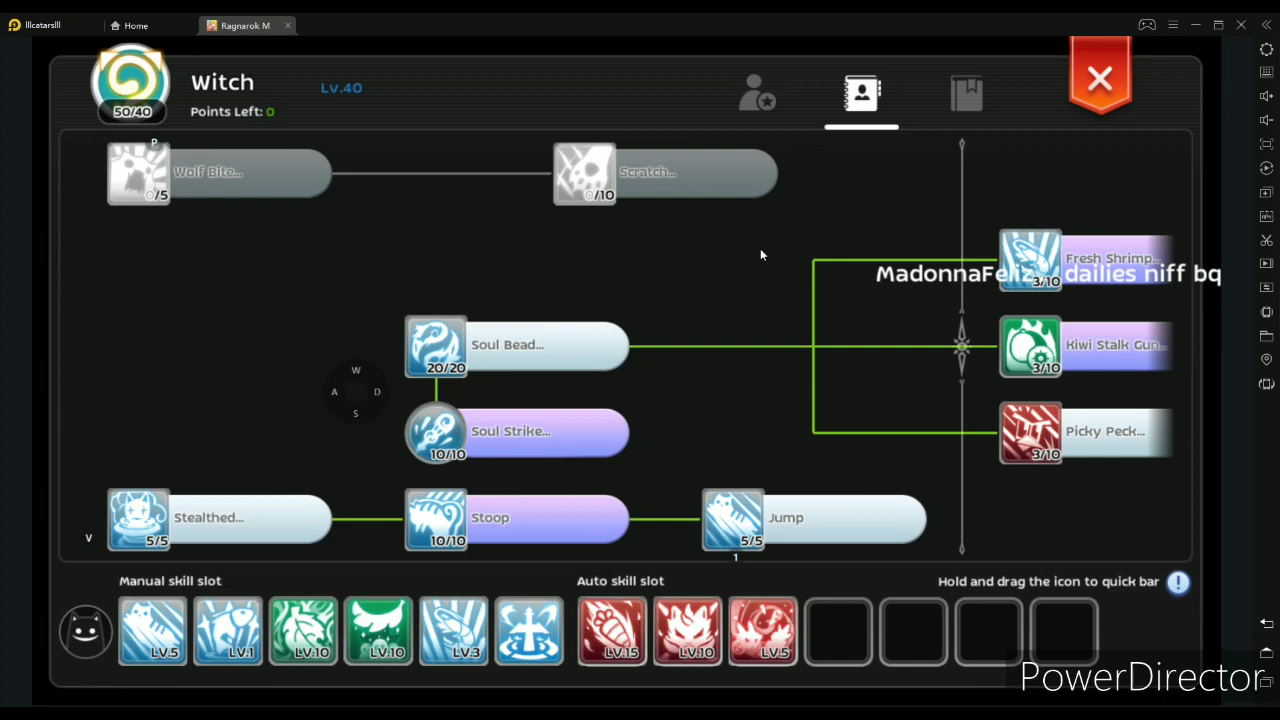 lllcatarslll
Home
Ragnarok M
Witch
Lv.40
50/40
Points Left: 0
P
Wolf Bite...
0/5
Scratch...
0/10
Fresh Shrimp...
3/10
MadonnaFeliz
dailies niff bq
Soul Bead...
20/20
Kiwi Stalk Gun...
3/10
W
A D
S
Soul Strike...
10/10
Picky Peck...
3/10
Stealthed...
5/5
Stoop
10/10
Jump
5/5
V
1
Manual skill slot
Auto skill slot
Hold and drag the icon to quick bar
LV.5
LV.1
LV.10
LV.10
LV.3
LV.15
LV.10
LV.5
PowerDirector